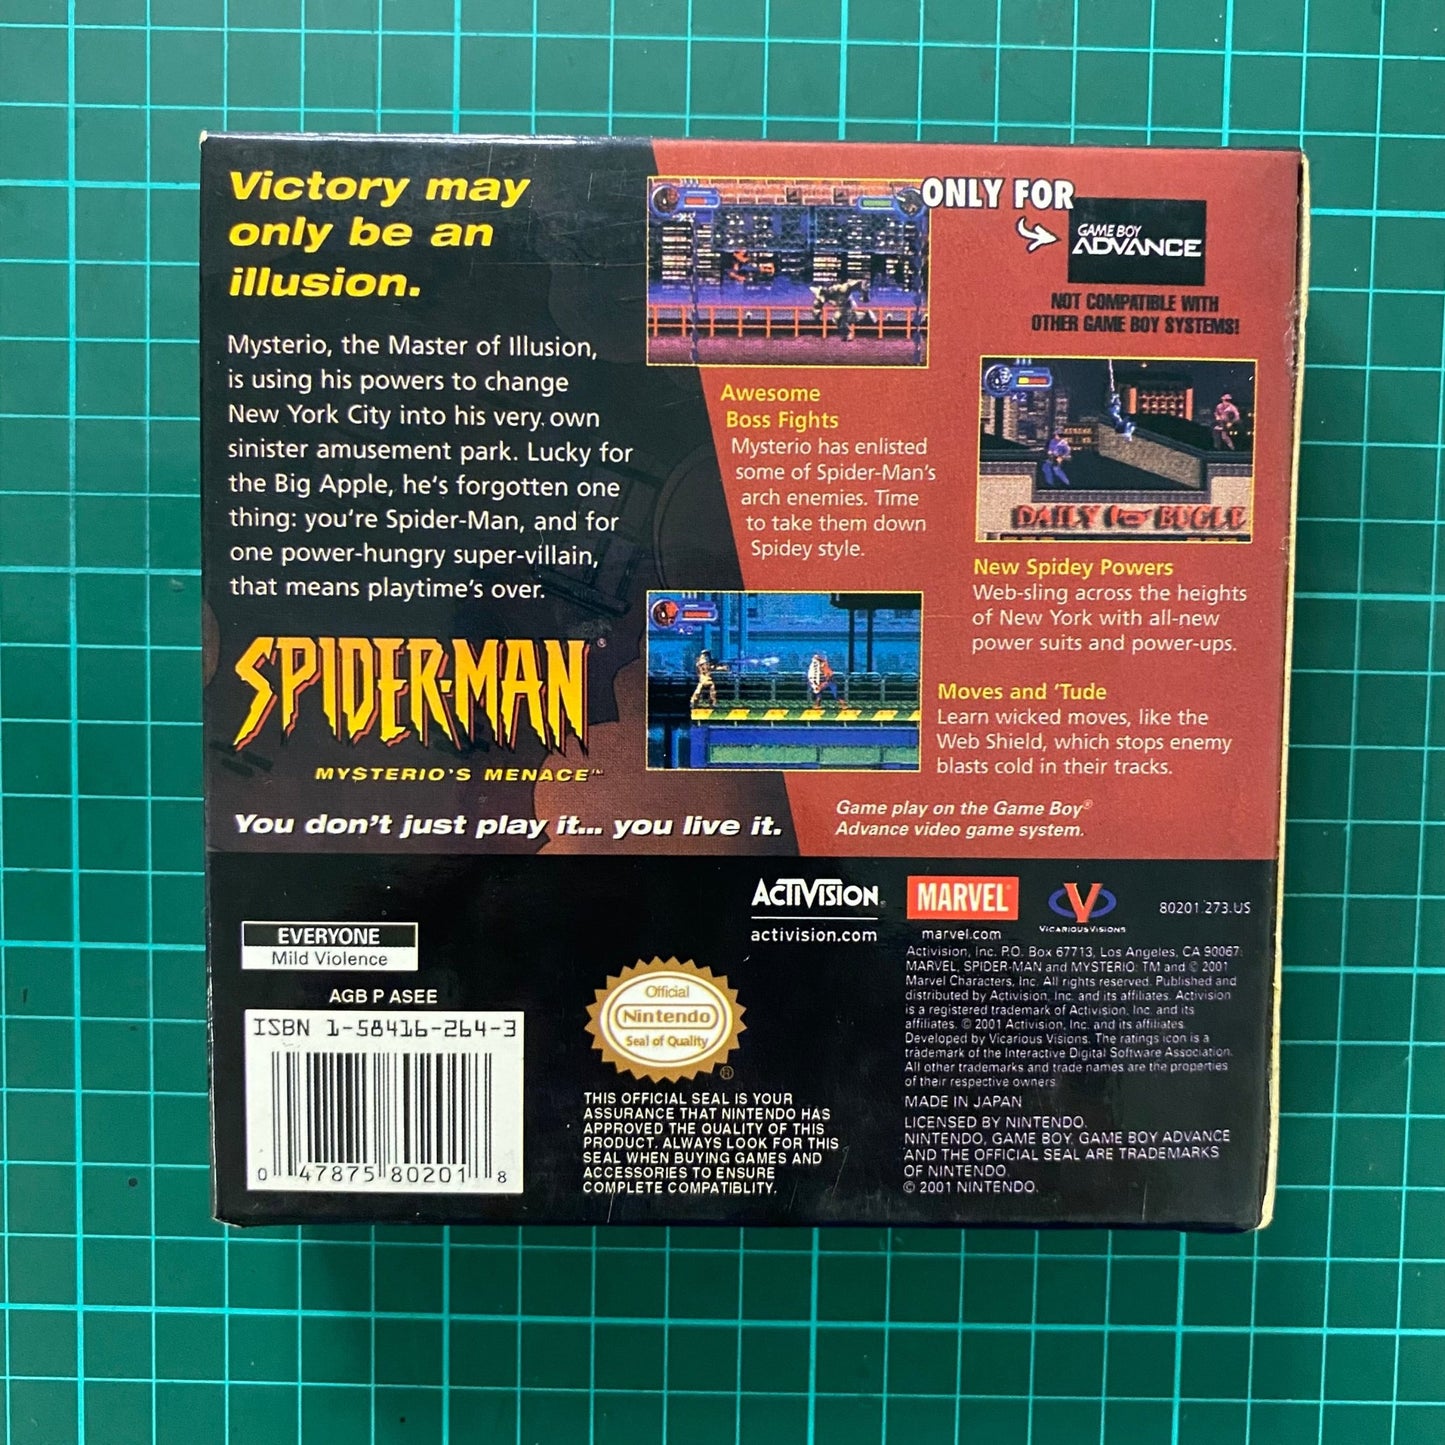 Victory may
only be an
illusion.
Mysterio, the Master of Illusion,
is using his powers to change
New York City into his very own
sinister amusement park. Lucky for
the Big Apple, he's forgotten one
thing: you're Spider-Man, and for
one power-hungry super-villain,
that means playtime's over.
SPIDER-MAN®
MYSTERIO'S MENACE™
You don't just play it... you live it.
ONLY FOR
GAME BOY
ADVANCE
NOT COMPATIBLE WITH
OTHER GAME BOY SYSTEMS!
Awesome
Boss Fights
Mysterio has enlisted
some of Spider-Man's
arch enemies. Time
to take them down
Spidey style.
DAILY BUGLE
New Spidey Powers
Web-sling across the heights
of New York with all-new
power suits and power-ups.
Moves and 'Tude
Learn wicked moves, like the
Web Shield, which stops enemy
blasts cold in their tracks.
Game play on the Game Boy®
Advance video game system.
EVERYONE
Mild Violence
AGB P ASEE
ISBN 1-58416-264-3
0 47875 80201 8
Official
Nintendo
Seal of Quality
®
THIS OFFICIAL SEAL IS YOUR
ASSURANCE THAT NINTENDO HAS
APPROVED THE QUALITY OF THIS
PRODUCT. ALWAYS LOOK FOR THIS
SEAL WHEN BUYING GAMES AND
ACCESSORIES TO ENSURE
COMPLETE COMPATIBLITY.
ACTIVISION®
activision.com
MARVEL
marvel.com
V
VICARIOUS VISIONS
80201.273.US
Activision, Inc. P.O. Box 67713, Los Angeles, CA 90067.
MARVEL, SPIDER-MAN and MYSTERIO: TM and © 2001
Marvel Characters, Inc. All rights reserved. Published and
distributed by Activision, Inc. and its affiliates. Activision
is a registered trademark of Activision, Inc. and its
affiliates. © 2001 Activision, Inc. and its affiliates.
Developed by Vicarious Visions. The ratings icon is a
trademark of the Interactive Digital Software Association.
All other trademarks and trade names are the properties
of their respective owners.
MADE IN JAPAN
LICENSED BY NINTENDO.
NINTENDO, GAME BOY, GAME BOY ADVANCE
AND THE OFFICIAL SEAL ARE TRADEMARKS
OF NINTENDO.
© 2001 NINTENDO.